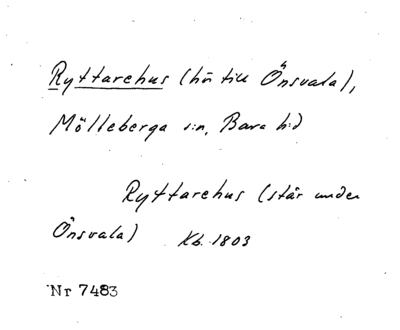 Ryttarehus (hör till Önsvala),
Mölleberga s:n, Bara h:d
Ryttarehus (står under
Önsvala) Kb. 1803
Nr 7483